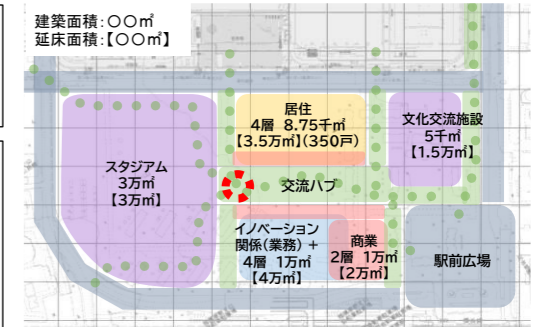 建築面積：〇〇㎡
延床面積：【〇〇㎡】
居住
4層 8.75千㎡
【3.5万㎡】(350戸)
文化交流施設
5千㎡
【1.5万㎡】
スタジアム
3万㎡
【3万㎡】
交流ハブ
イノベーション
関係(業務) +
4層 1万㎡
【4万㎡】
商業
2層 1万㎡
【2万㎡】
駅前広場